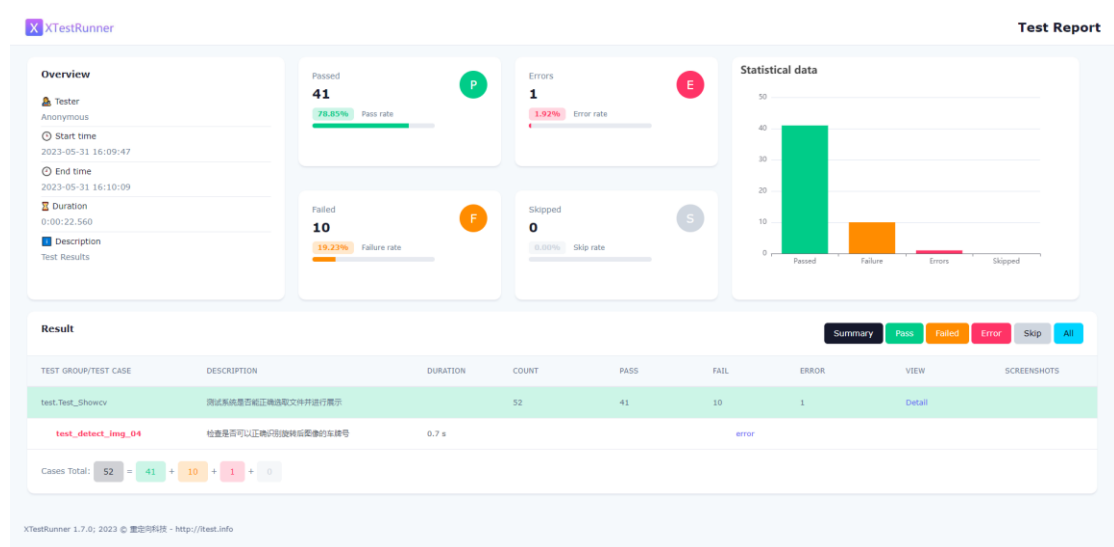 X XTestRunner
Test Report
Overview
Tester
Anonymous
Start time
2023-05-31 16:09:47
End time
2023-05-31 16:10:09
Duration
0:00:22.560
Description
Test Results
Passed
P
41
78.85% Pass rate
Errors
E
1
1.92% Error rate
Failed
F
10
19.23% Failure rate
Skipped
S
0
0.00% Skip rate
Statistical data
50
40
30
20
10
0
Passed Failure Errors Skipped
Result
Summary Pass Failed Error Skip All
TEST GROUP/TEST CASE DESCRIPTION DURATION COUNT PASS FAIL ERROR VIEW SCREENSHOTS
test.Test_Showcv 测试系统是否能正确选取文件并进行展示 52 41 10 1 Detail
test_detect_img_04 检查是否可以正确识别旋转后图像的车牌号 0.7 s error
Cases Total: 52 = 41 + 10 + 1 + 0
XTestRunner 1.7.0; 2023 © 重定向科技 - http://itest.info